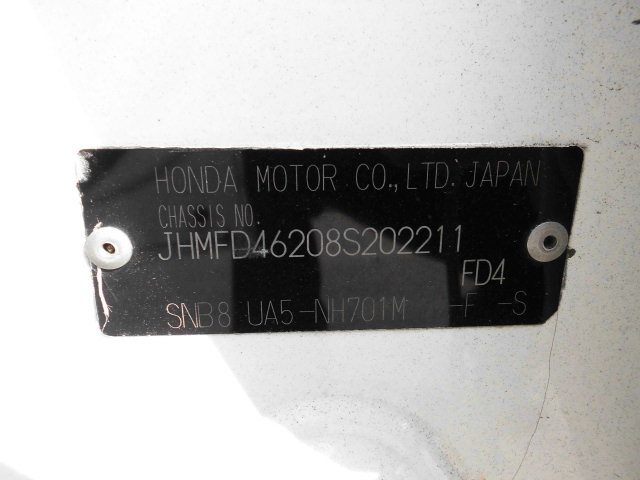 HONDA MOTOR CO.,LTD. JAPAN
CHASSIS NO.
JHMFD46208S202211
FD4
SNB8 UA5-NH701M -F -S